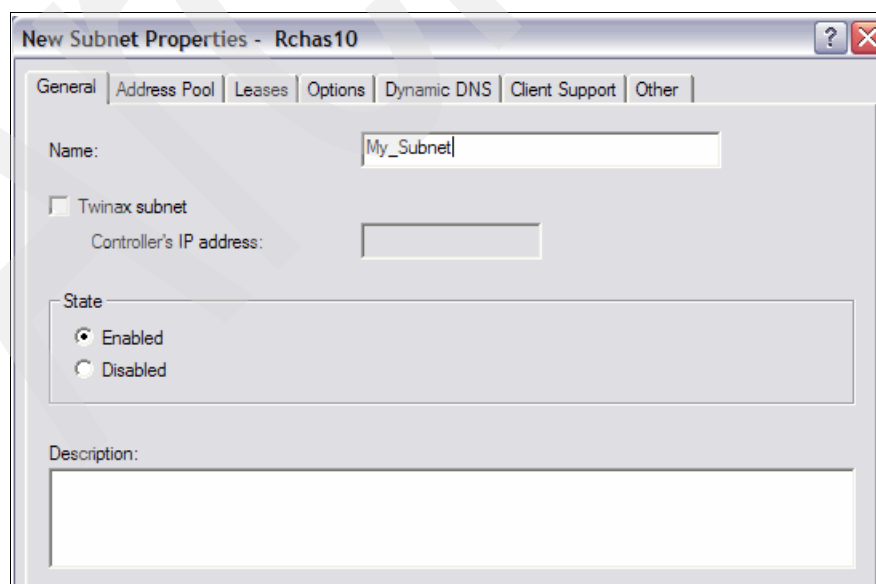 New Subnet Properties - Rchas10
General Address Pool Leases Options Dynamic DNS Client Support Other
Name: My_Subnet
Twinax subnet
Controller's IP address:
State
Enabled
Disabled
Description: